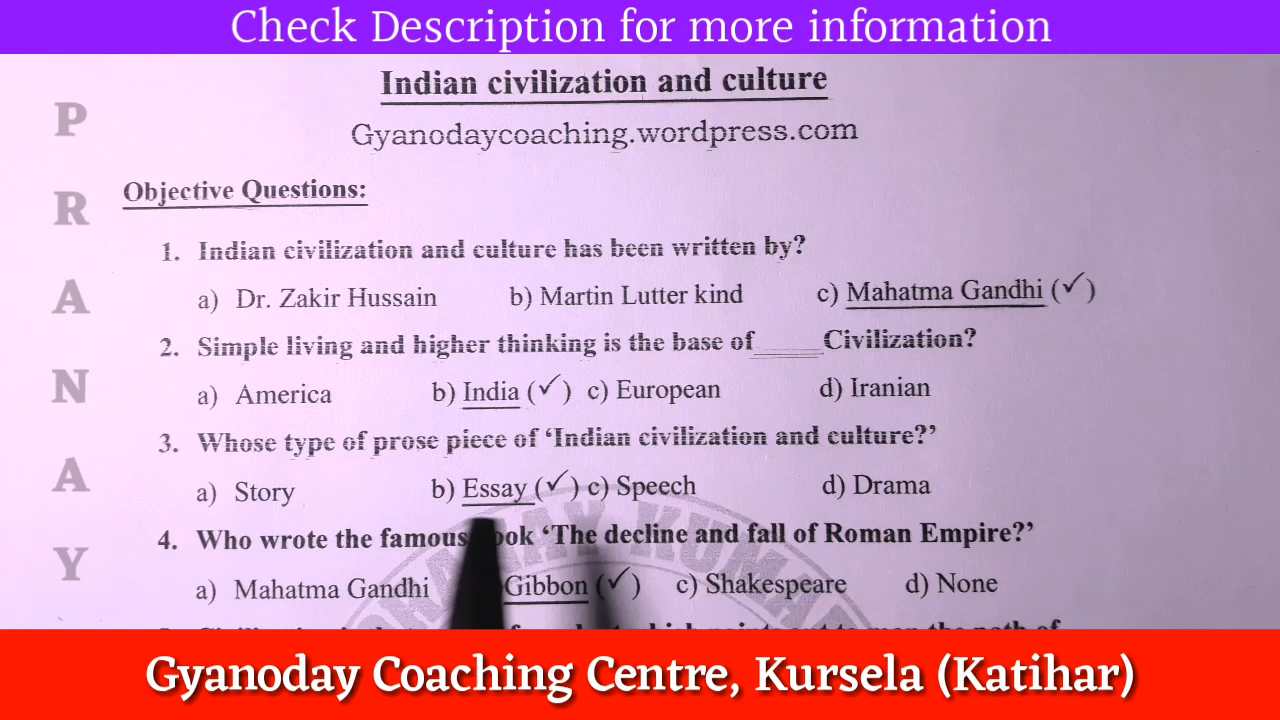 Check Description for more information
Indian civilization and culture
Gyanodaycoaching.wordpress.com
PRANAY
Objective Questions:
1. Indian civilization and culture has been written by?
a) Dr. Zakir Hussain b) Martin Lutter kind c) Mahatma Gandhi (✓)
2. Simple living and higher thinking is the base of____Civilization?
a) America b) India (✓) c) European d) Iranian
3. Whose type of prose piece of ‘Indian civilization and culture?’
a) Story b) Essay (✓) c) Speech d) Drama
4. Who wrote the famous ‘The decline and fall of Roman Empire?’
a) Mahatma Gandhi Gibbon (✓) c) Shakespeare d) None
Gyanoday Coaching Centre, Kursela (Katihar)